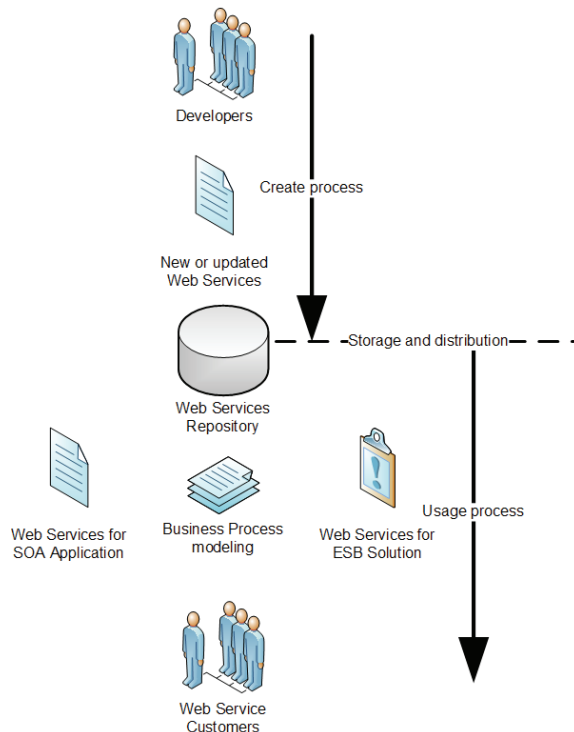 Developers
Create process
New or updated
Web Services
Storage and distribution
Web Services
Repository
Web Services for
SOA Application
Business Process
modeling
Web Services for
ESB Solution
Usage process
Web Service
Customers